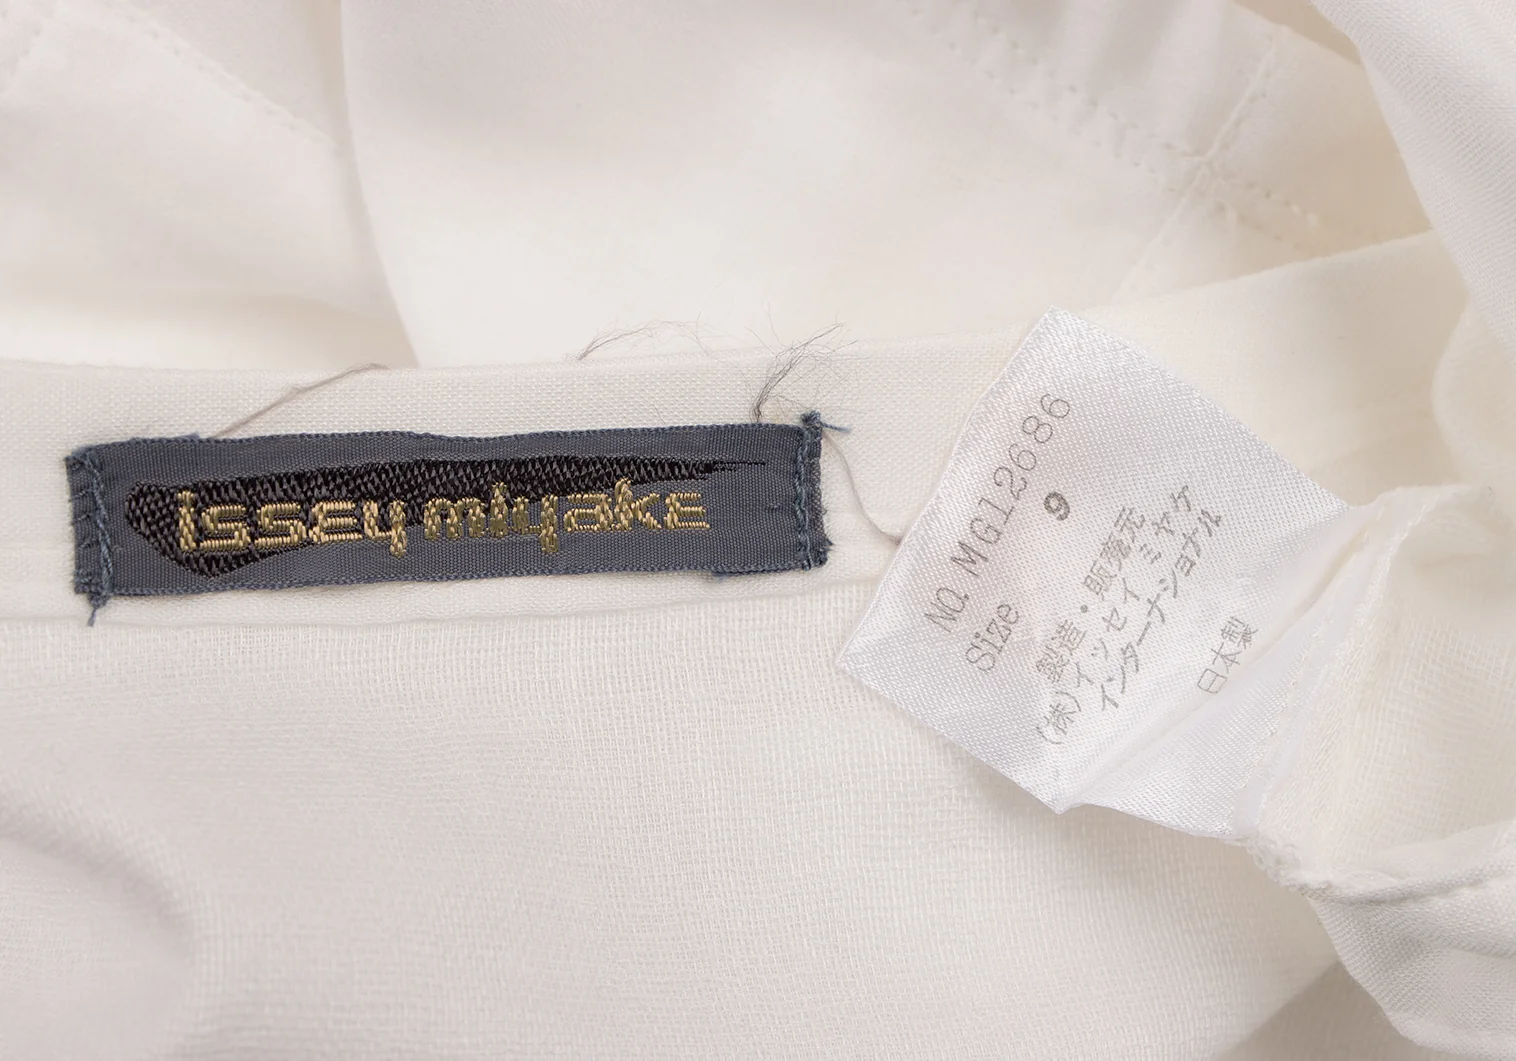 issey miyake
NO. MG12686
Size 9
製造・販売元
(株)イッセイ ミヤケ
インターナショナル
日本製